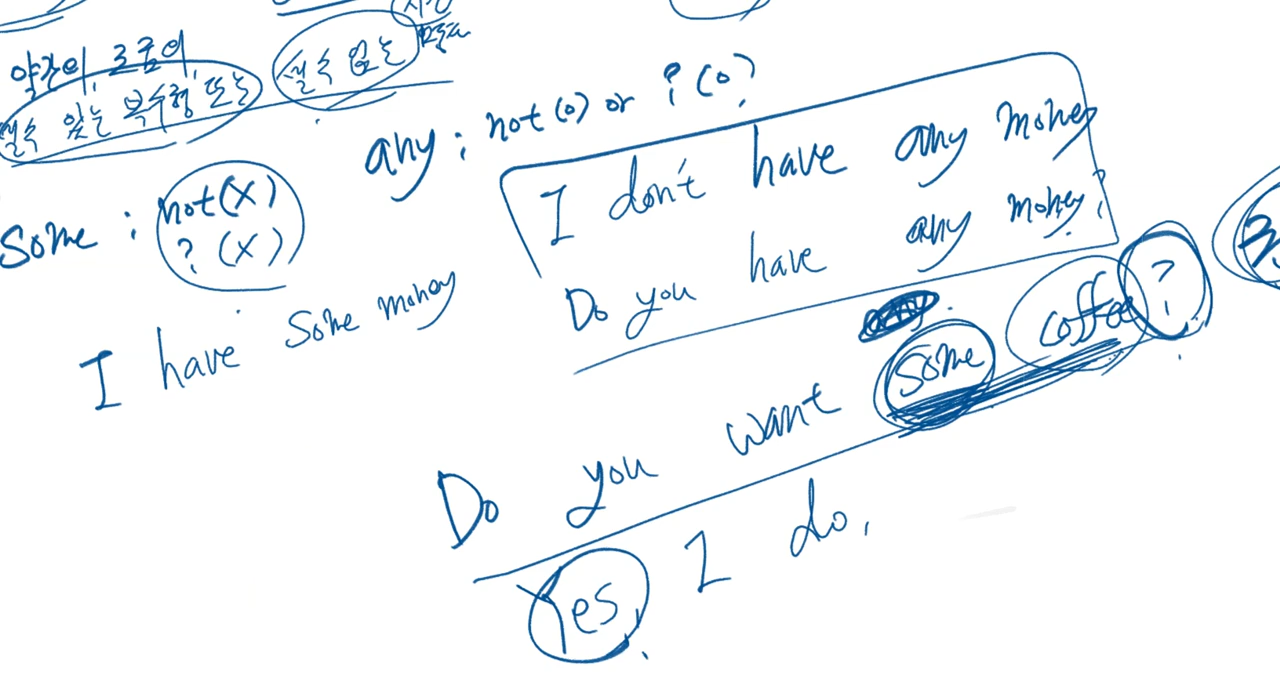 약간의, 조금의,
셀 수 있는 복수형 또는
셀 수 없는
any : not (o) or ? (o)
some : not (x)
? (x)
I don't have any money
Do you have any money?
I have some money
Do you want some coffee?
Yes, I do.